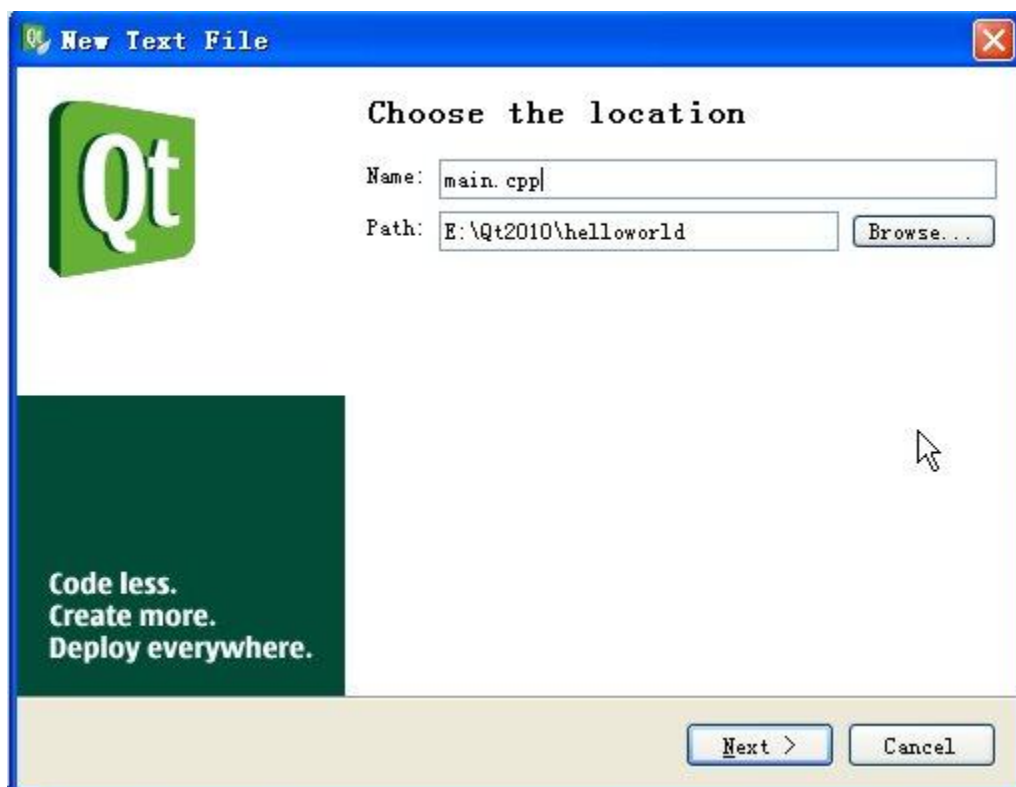 New Text File
Qt
Choose the location
Name: main.cpp
Path: E:\Qt2010\helloworld Browse...
Code less.
Create more.
Deploy everywhere.
Next > Cancel